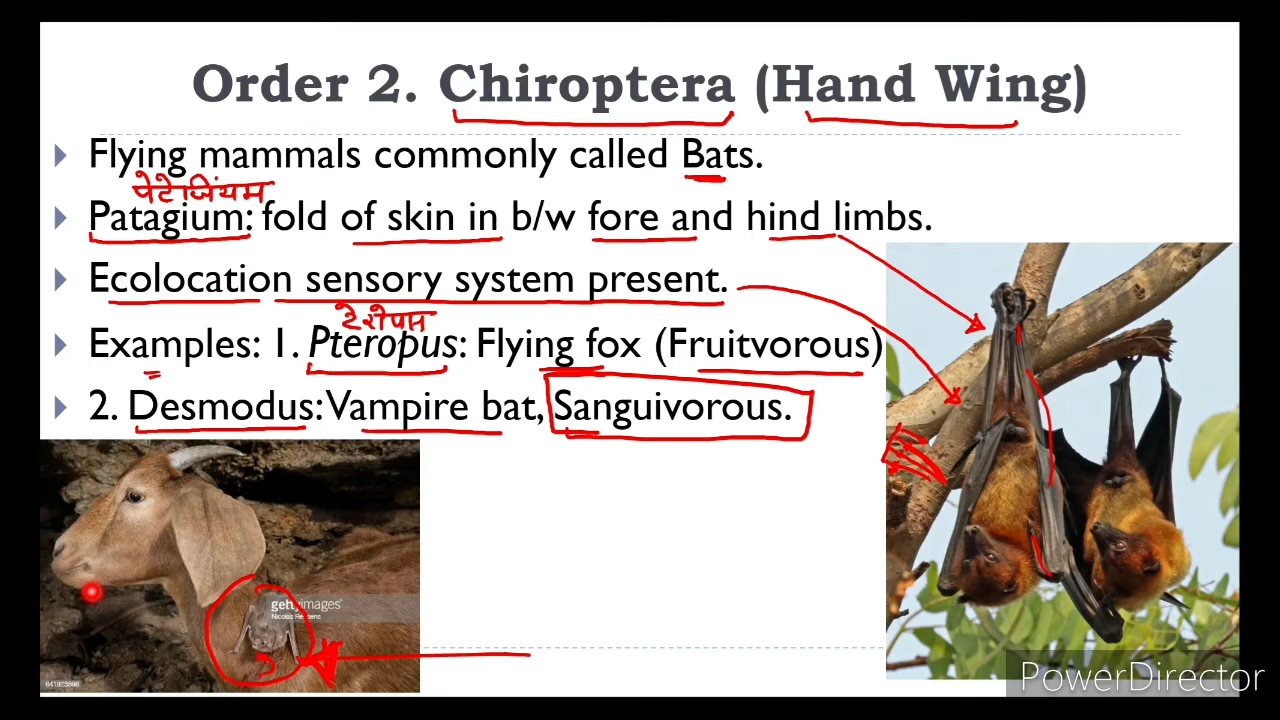 Order 2. Chiroptera (Hand Wing)
Flying mammals commonly called Bats.
पेटेजियम
Patagium: fold of skin in b/w fore and hind limbs.
Ecolocation sensory system present.
टेरोपस
Examples: 1. Pteropus: Flying fox (Fruitvorous)
2. Desmodus: Vampire bat, Sanguivorous.
gettyimages
641923596
PowerDirector